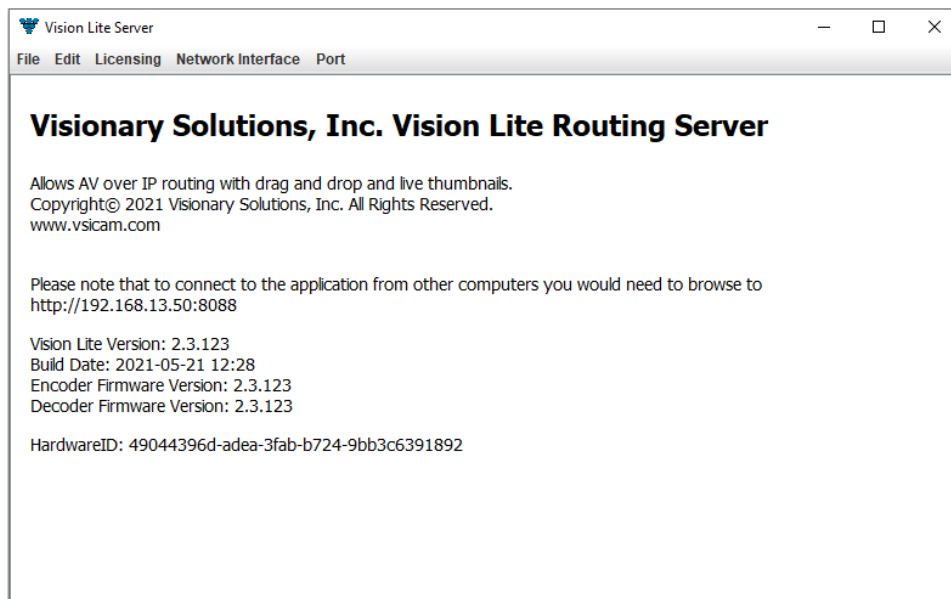 Vision Lite Server
File Edit Licensing Network Interface Port
Visionary Solutions, Inc. Vision Lite Routing Server
Allows AV over IP routing with drag and drop and live thumbnails.
Copyright© 2021 Visionary Solutions, Inc. All Rights Reserved.
www.vsicam.com
Please note that to connect to the application from other computers you would need to browse to
http://192.168.13.50:8088
Vision Lite Version: 2.3.123
Build Date: 2021-05-21 12:28
Encoder Firmware Version: 2.3.123
Decoder Firmware Version: 2.3.123
HardwareID: 49044396d-adea-3fab-b724-9bb3c6391892